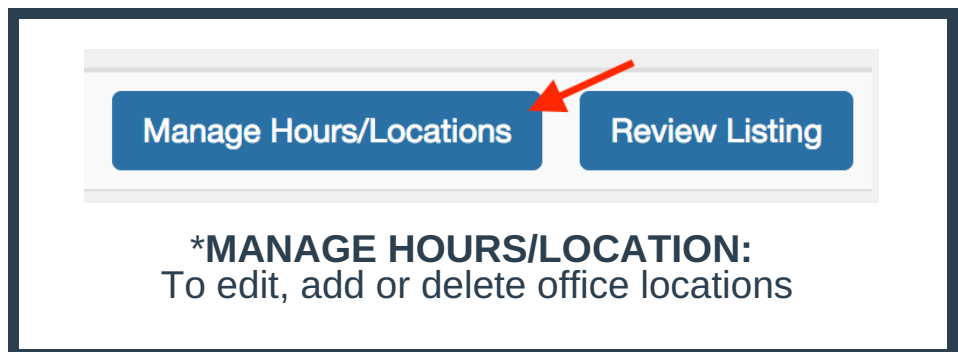 Manage Hours/Locations Review Listing
*MANAGE HOURS/LOCATION:
To edit, add or delete office locations